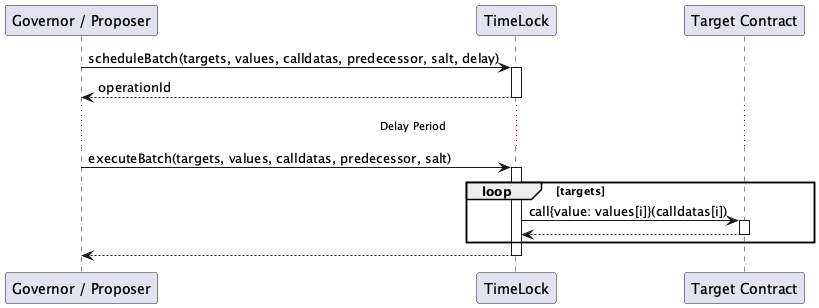 Governor / Proposer
TimeLock
Target Contract
scheduleBatch(targets, values, calldatas, predecessor, salt, delay)
operationId
Delay Period
executeBatch(targets, values, calldatas, predecessor, salt)
loop
[targets]
call{value: values[i]}(calldatas[i])
Governor / Proposer
TimeLock
Target Contract